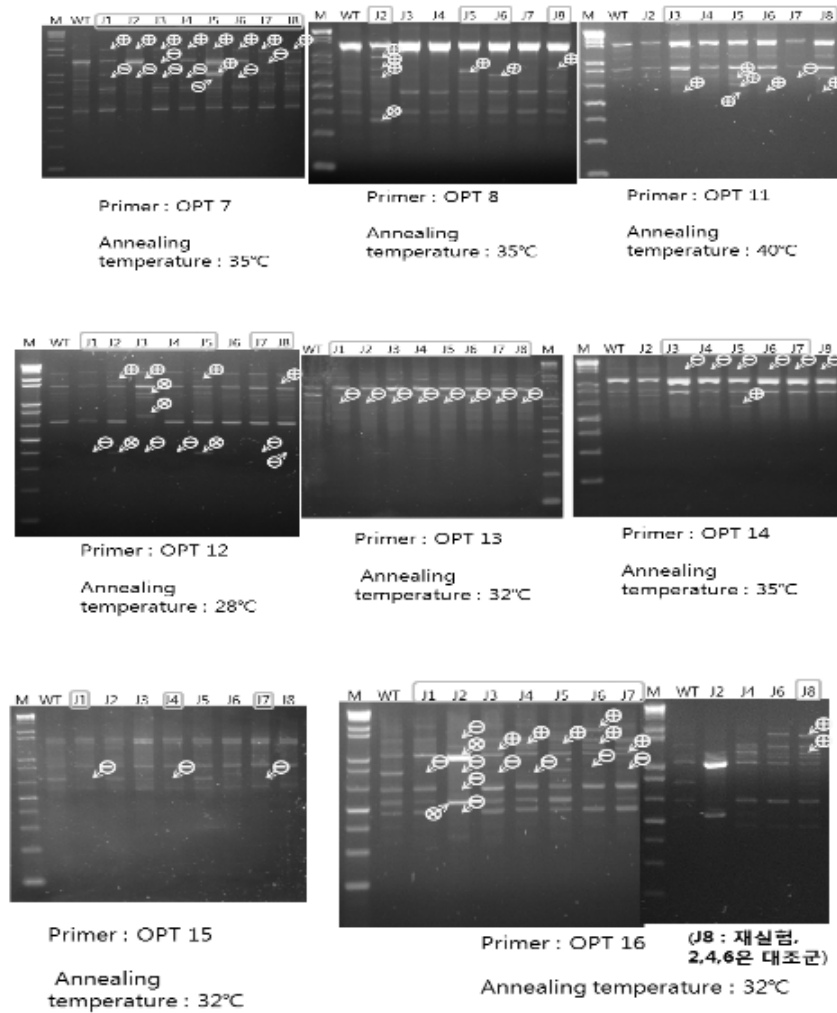 M WT J1 J2 J3 J4 J5 J6 J7 J8
M WT J2 J3 J4 J5 J6 J7 J8
M WT J2 J3 J4 J5 J6 J7 J8
Primer : OPT 7
Annealing
temperature : 35℃
Primer : OPT 8
Annealing
temperature : 35℃
Primer : OPT 11
Annealing
temperature : 40℃
M WT J1 J2 J3 J4 J5 J6 J7 J8
WT J1 J2 J3 J4 J5 J6 J7 J8 M
M WT J2 J3 J4 J5 J6 J7 J8
Primer : OPT 12
Annealing
temperature : 28℃
Primer : OPT 13
Annealing
temperature : 32℃
Primer : OPT 14
Annealing
temperature : 35℃
M WT J1 J2 J3 J4 J5 J6 J7 J8
M WT J1 J2 J3 J4 J5 J6 J7
M WT J2 J4 J6 J8
Primer : OPT 15
Annealing
temperature : 32℃
Primer : OPT 16
Annealing temperature : 32℃
(J8 : 재실험,
2,4,6은 대조군)